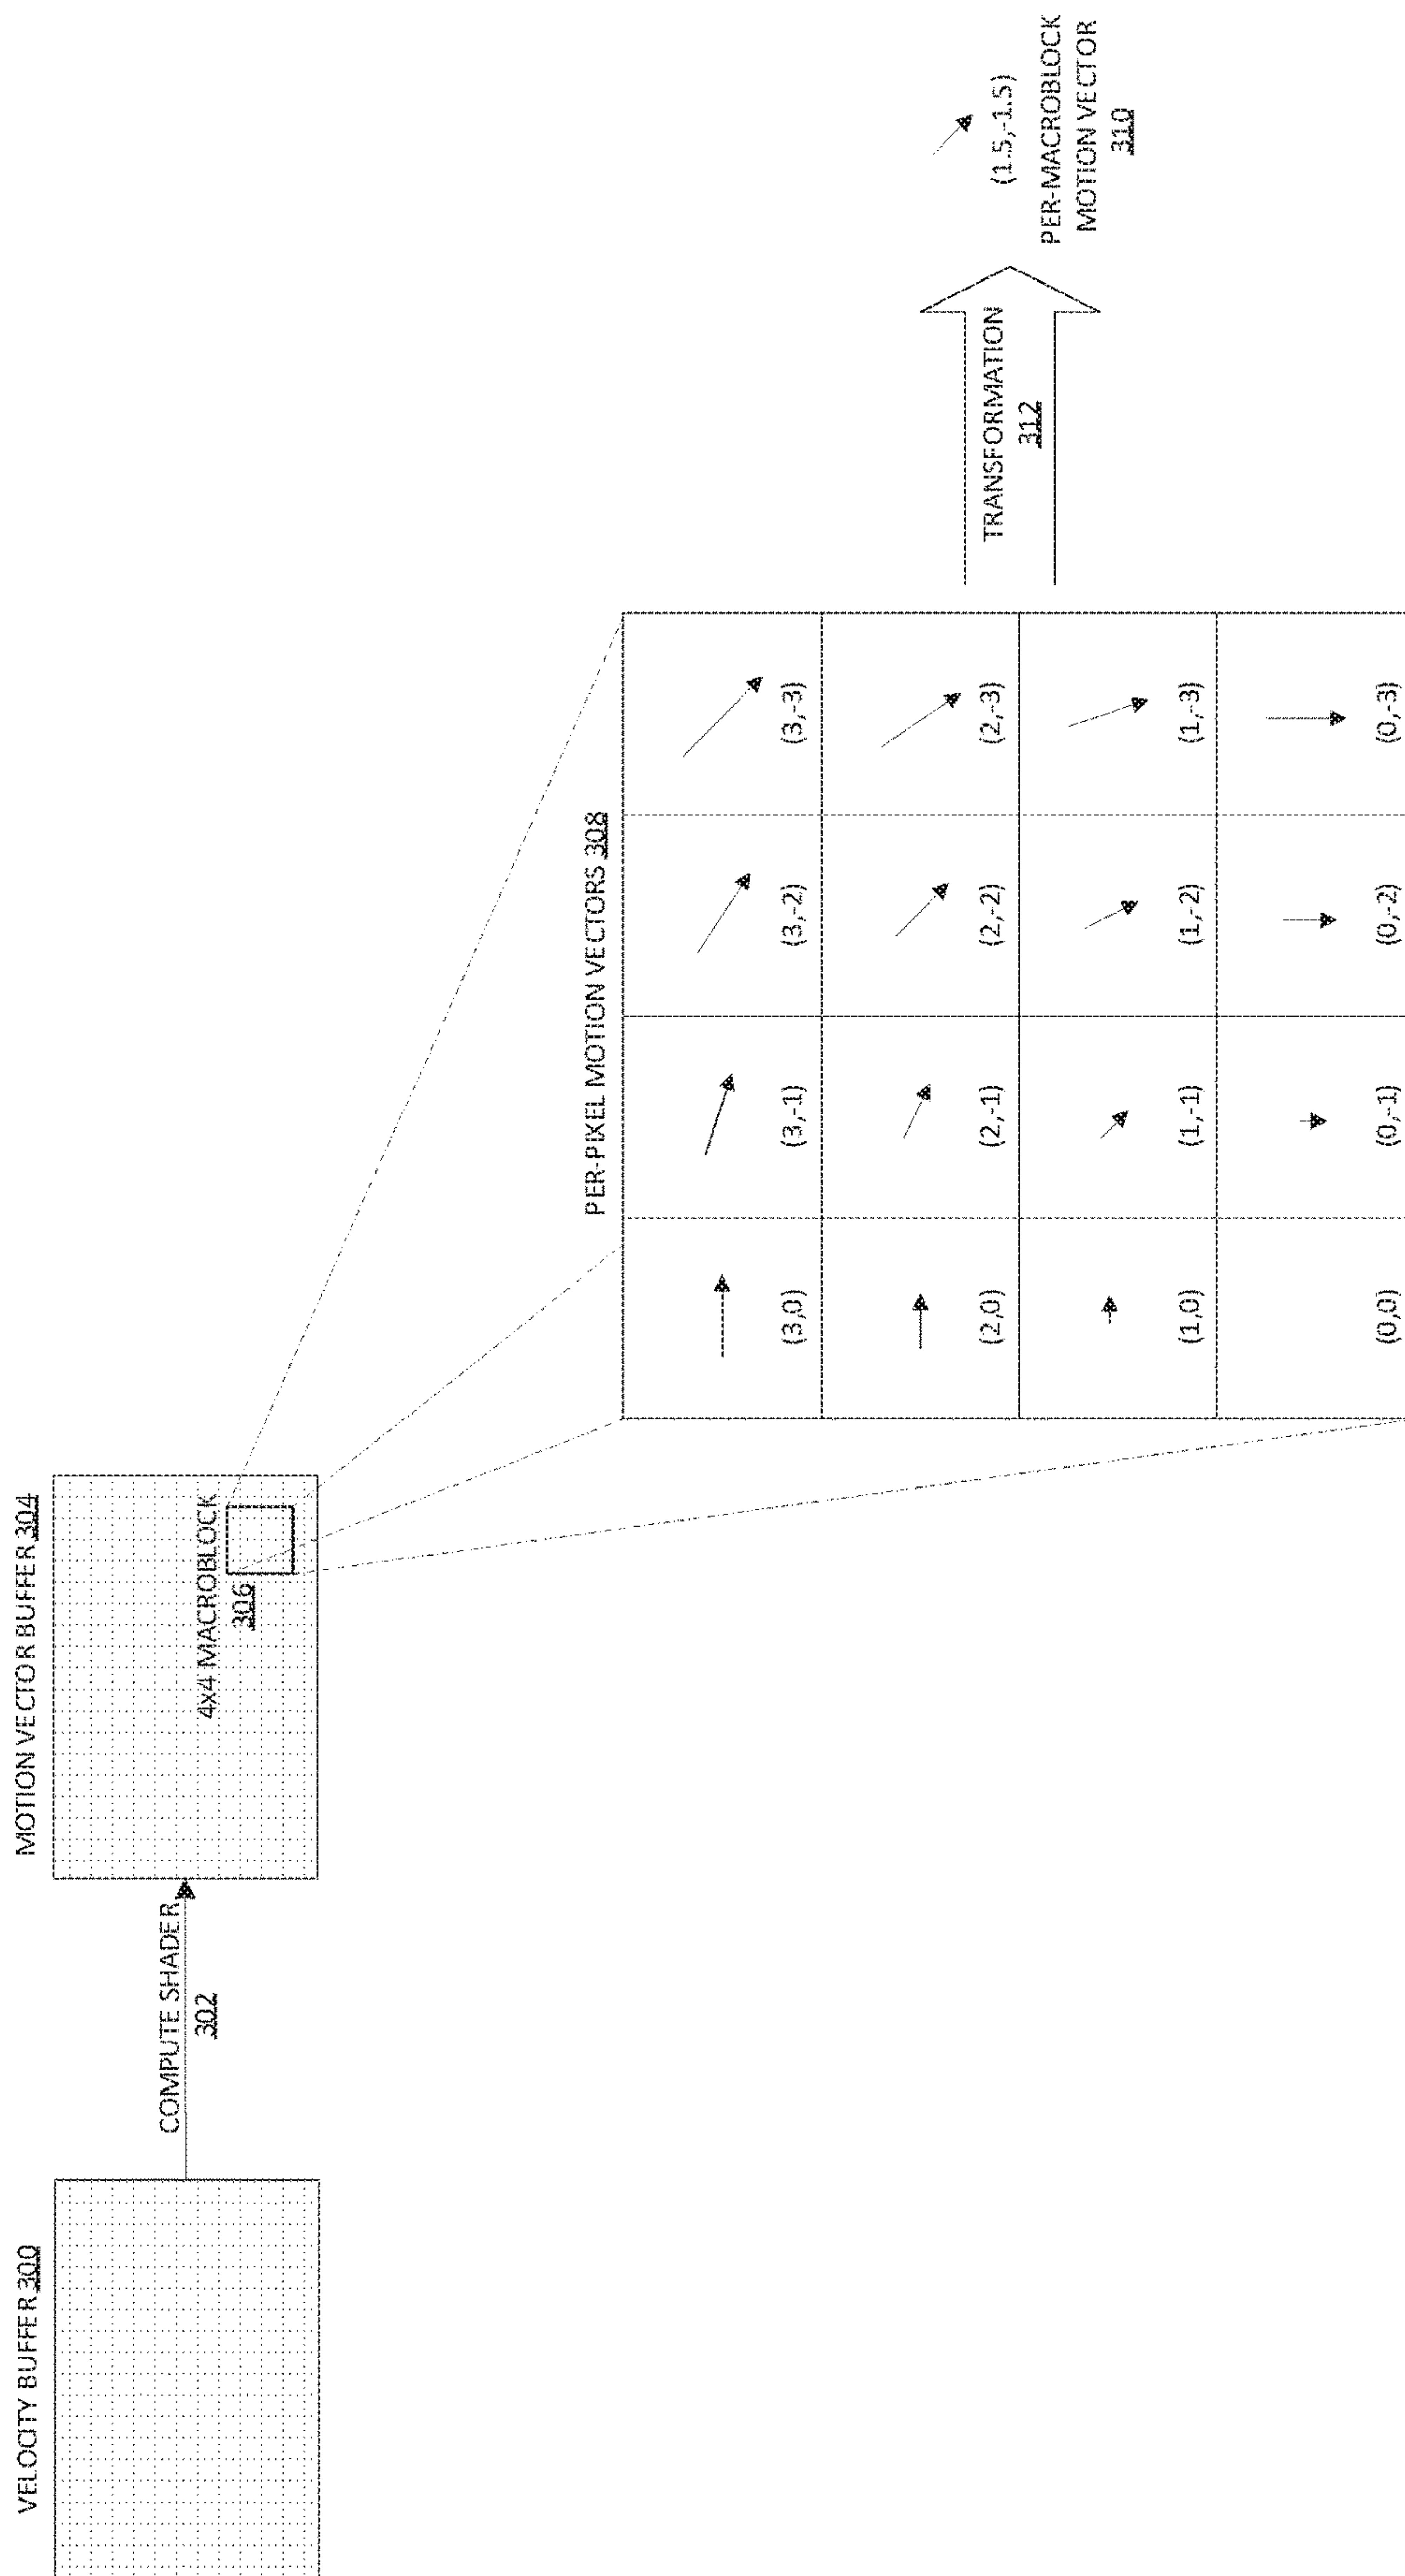 VELOCITY BUFFER 300
COMPUTE SHADER
302
MOTION VECTOR BUFFER 304
4x4 MACROBLOCK
306
PER-PIXEL MOTION VECTORS 308
(3,0) (3,-1) (3,-2) (3,-3)
(2,0) (2,-1) (2,-2) (2,-3)
(1,0) (1,-1) (1,-2) (1,-3)
(0,0) (0,-1) (0,-2) (0,-3)
TRANSFORMATION
312
(1.5,-1.5)
PER-MACROBLOCK
MOTION VECTOR
310